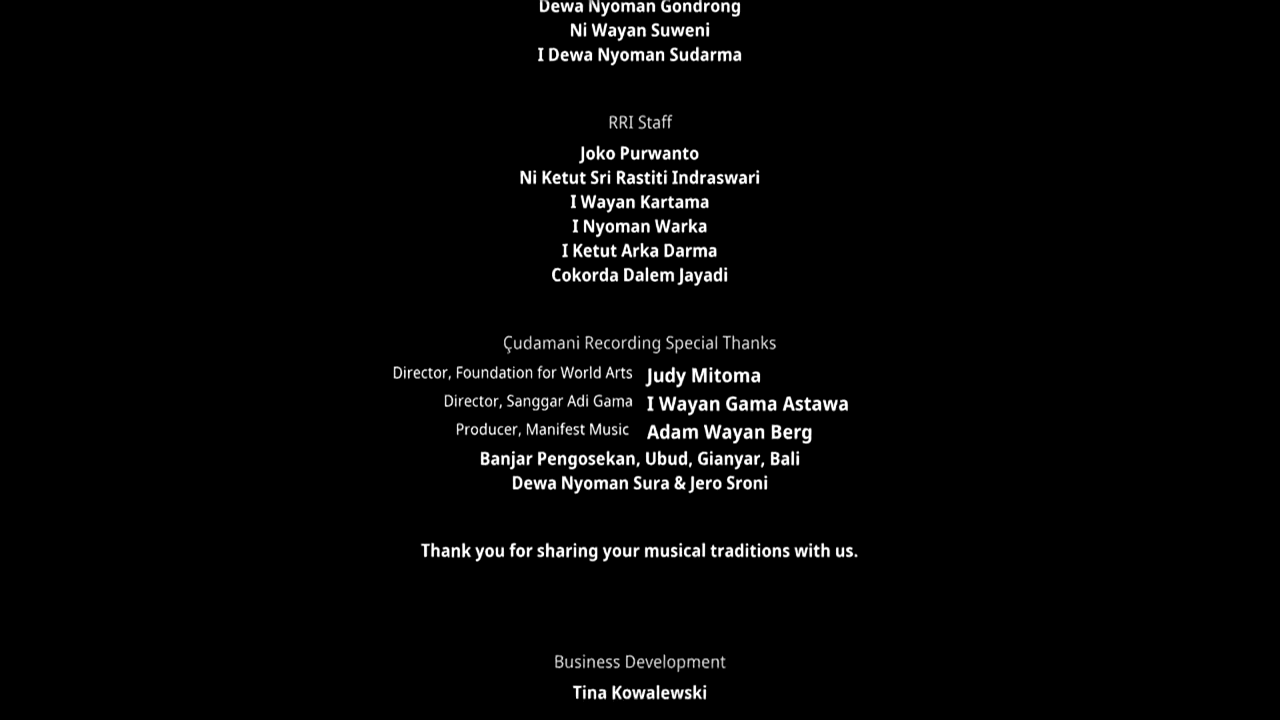 Dewa Nyoman Gondrong
Ni Wayan Suweni
I Dewa Nyoman Sudarma
RRI Staff
Joko Purwanto
Ni Ketut Sri Rastiti Indraswari
I Wayan Kartama
I Nyoman Warka
I Ketut Arka Darma
Cokorda Dalem Jayadi
Çudamani Recording Special Thanks
Director, Foundation for World Arts Judy Mitoma
Director, Sanggar Adi Gama I Wayan Gama Astawa
Producer, Manifest Music Adam Wayan Berg
Banjar Pengosekan, Ubud, Gianyar, Bali
Dewa Nyoman Sura & Jero Sroni
Thank you for sharing your musical traditions with us.
Business Development
Tina Kowalewski